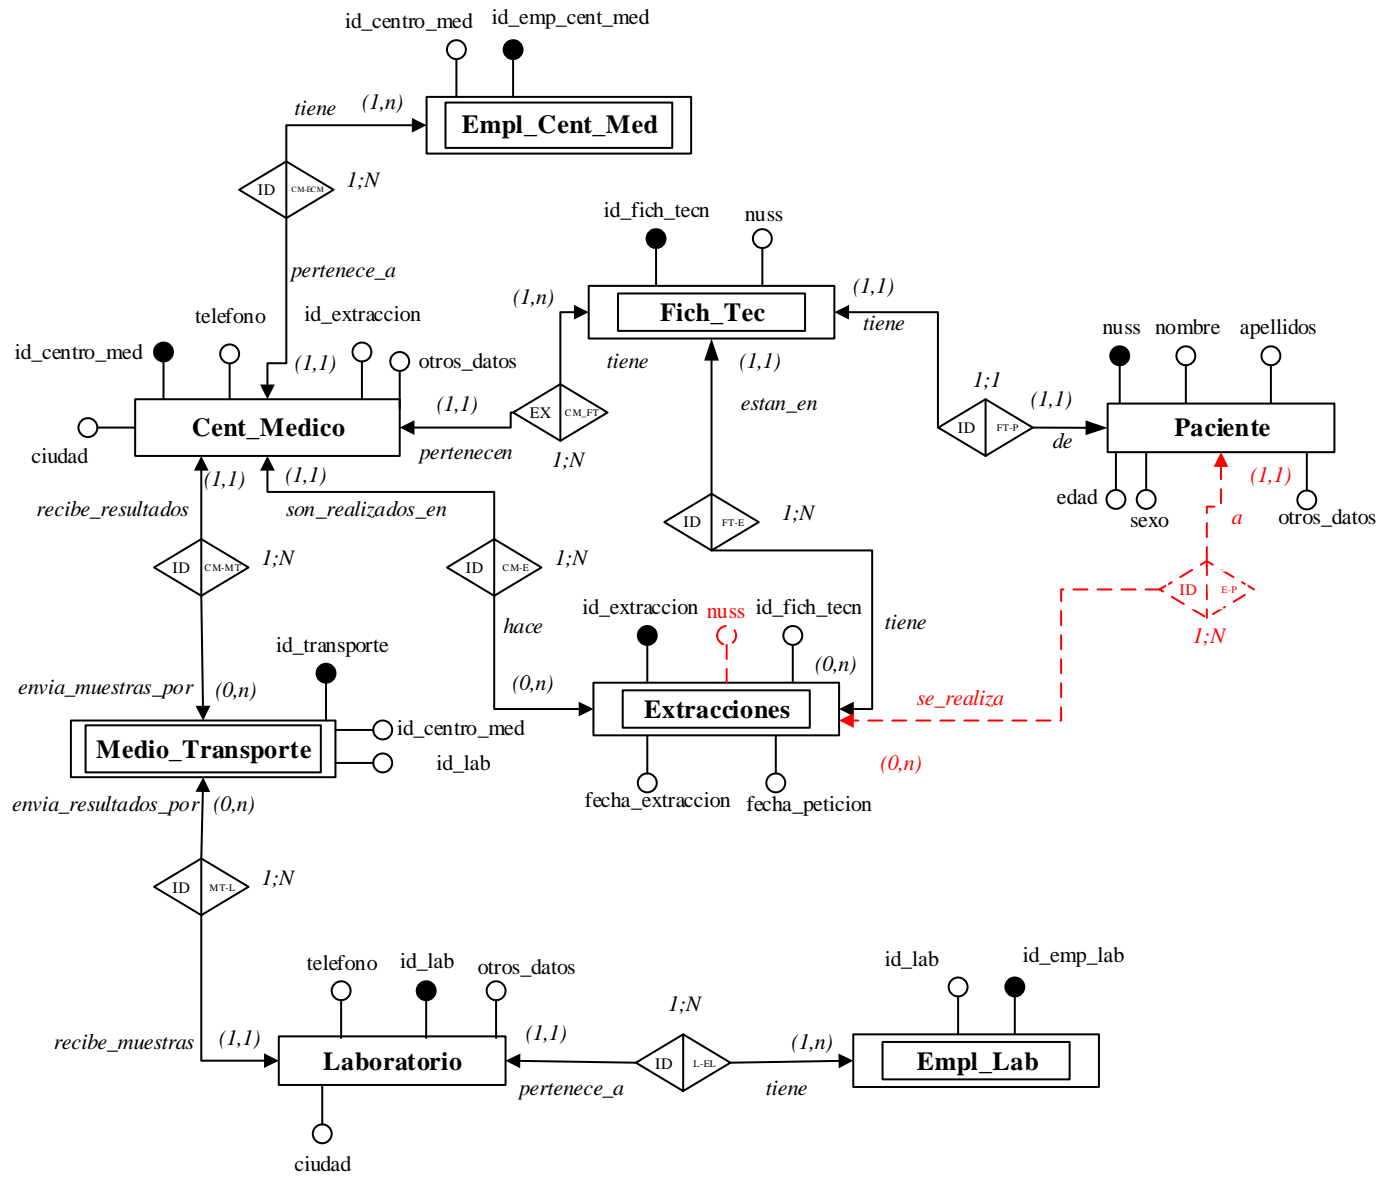 id_centro_med
id_emp_cent_med
tiene
(1,n)
Empl_Cent_Med
ID
CM-ECM
1;N
pertenece_a
id_fich_tecn
nuss
(1,n)
Fich_Tec
(1,1)
tiene
telefono
id_extraccion
id_centro_med
(1,1)
otros_datos
tiene
(1,1)
nuss
nombre
apellidos
1;1
Cent_Medico
(1,1)
EX
CM_FT
estan_en
ID
FT-P
(1,1)
Paciente
ciudad
pertenecen
1;N
de
(1,1)
(1,1)
(1,1)
edad
sexo
otros_datos
recibe_resultados
son_realizados_en
ID
FT-E
1;N
a
ID
CM-MT
1;N
ID
CM-E
1;N
ID
E-P
1;N
hace
id_extraccion
nuss
id_fich_tecn
tiene
id_transporte
envia_muestras_por
(0,n)
(0,n)
(0,n)
Extracciones
se_realiza
Medio_Transporte
id_centro_med
id_lab
(0,n)
envia_resultados_por
(0,n)
fecha_extraccion
fecha_peticion
ID
MT-L
1;N
telefono
id_lab
otros_datos
id_lab
id_emp_lab
1;N
recibe_muestras
(1,1)
Laboratorio
(1,1)
ID
L-EL
(1,n)
Empl_Lab
pertenece_a
tiene
ciudad